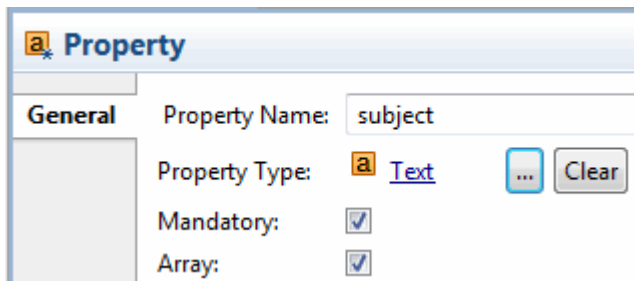 Property
General
Property Name: subject
Property Type: a Text ... Clear
Mandatory:
Array: